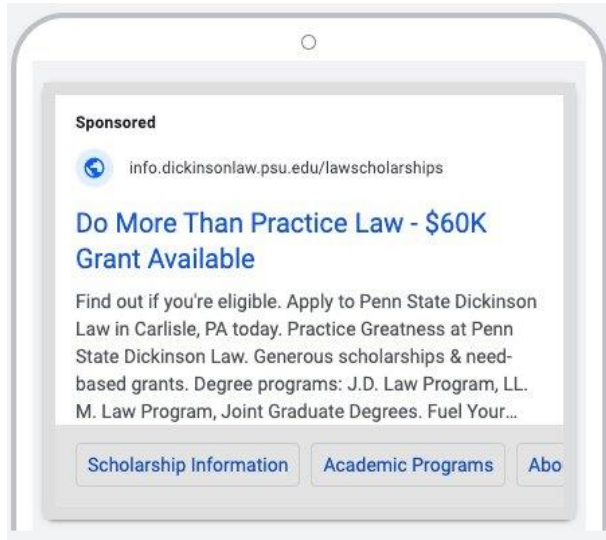 Sponsored
info.dickinsonlaw.psu.edu/lawscholarships
Do More Than Practice Law - $60K
Grant Available
Find out if you're eligible. Apply to Penn State Dickinson
Law in Carlisle, PA today. Practice Greatness at Penn
State Dickinson Law. Generous scholarships & need-
based grants. Degree programs: J.D. Law Program, LL.
M. Law Program, Joint Graduate Degrees. Fuel Your...
Scholarship Information Academic Programs Abo